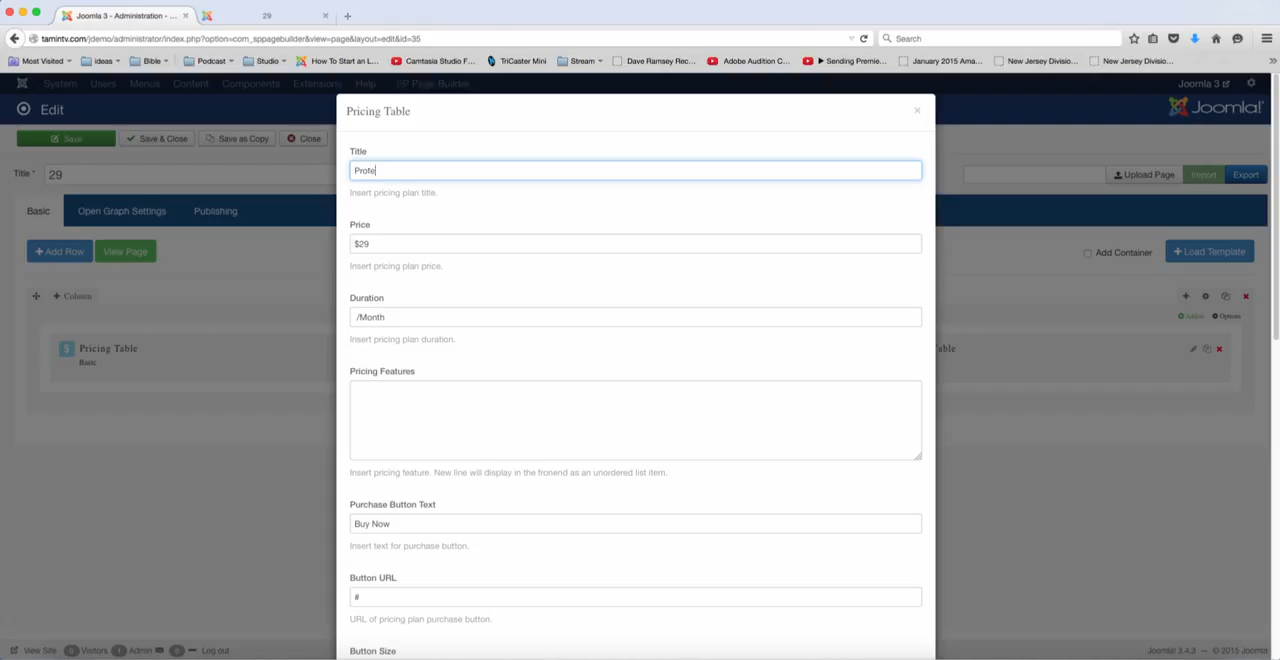 Joomla 3 - Administration - ...
29
tamintv.com/jdemo/administrator/index.php?option=com_sppagebuilder&view=page&layout=edit&id=35
Search
Most Visited
ideas
Bible
Podcast
Studio
How To Start an L...
Camtasia Studio F...
TriCaster Mini
Stream
Dave Ramsey Rec...
Adobe Audition C...
Sending Premie...
January 2015 Ama...
New Jersey Divisio...
New Jersey Divisio...
System Users Menus Content Components Extensions Help SP Page Builder
Joomla 3
Edit
Joomla!
Save
Save & Close
Save as Copy
Close
Title *
29
Upload Page
Import
Export
Basic
Open Graph Settings
Publishing
+ Add Row
View Page
Add Container
+ Load Template
+ Column
Addon
Options
Pricing Table
Basic
able
Pricing Table
Title
Profe
Insert pricing plan title.
Price
$29
Insert pricing plan price.
Duration
/Month
Insert pricing plan duration.
Pricing Features
Insert pricing feature. New line will display in the fronend as an unordered list item.
Purchase Button Text
Buy Now
Insert text for purchase button.
Button URL
#
URL of pricing plan purchase button.
Button Size
View Site
0 Visitors
1 Admin
0
Log out
Joomla! 3.4.3 — © 2015 Joomla